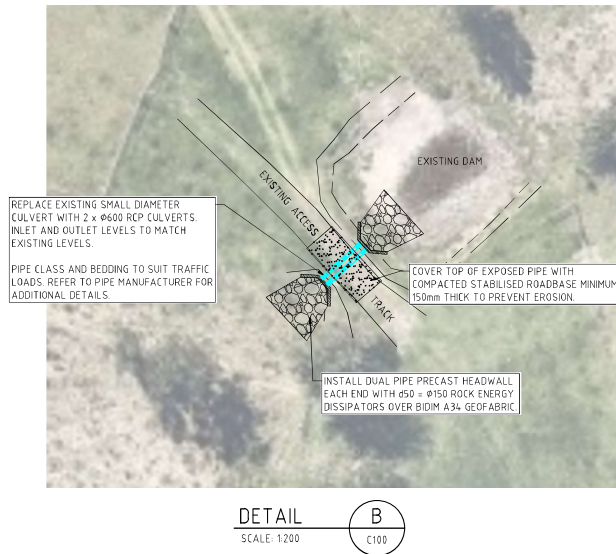 EXISTING DAM
EXISTING ACCESS
TRACK
REPLACE EXISTING SMALL DIAMETER
CULVERT WITH 2 x Ø600 RCP CULVERTS.
INLET AND OUTLET LEVELS TO MATCH
EXISTING LEVELS.
PIPE CLASS AND BEDDING TO SUIT TRAFFIC
LOADS. REFER TO PIPE MANUFACTURER FOR
ADDITIONAL DETAILS.
COVER TOP OF EXPOSED PIPE WITH
COMPACTED STABILISED ROADBASE MINIMUM
150mm THICK TO PREVENT EROSION.
INSTALL DUAL PIPE PRECAST HEADWALL
EACH END WITH d50 = Ø150 ROCK ENERGY
DISSIPATORS OVER BIDIM A34 GEOFABRIC.
DETAIL
SCALE: 1:200
B
C100